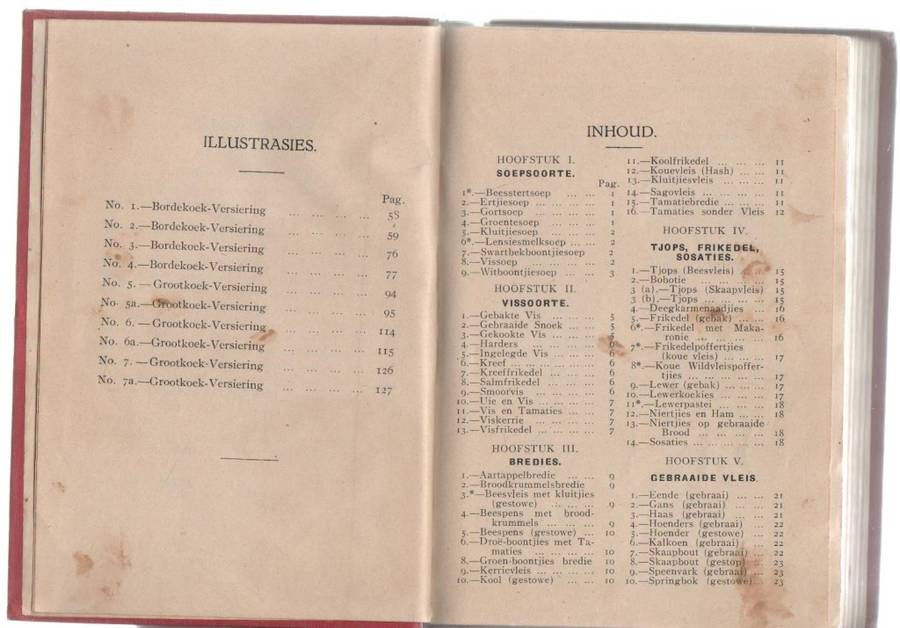 ILLUSTRASIES.
Pag.
No. 1.—Bordekoek-Versiering ... ... ... ... 58
No. 2.—Bordekoek-Versiering ... ... ... ... 59
No. 3.—Bordekoek-Versiering ... ... ... ... 76
No. 4.—Bordekoek-Versiering ... ... ... ... 77
No. 5.—Grootkoek-Versiering ... ... ... ... 94
No. 5a.—Grootkoek-Versiering ... ... ... ... 95
No. 6.—Grootkoek-Versiering ... ... ... ... 114
No. 6a.—Grootkoek-Versiering ... ... ... ... 115
No. 7.—Grootkoek-Versiering ... ... ... ... 126
No. 7a.—Grootkoek-Versiering ... ... ... ... 127
INHOUD.
HOOFSTUK I.
SOEPSOORTE.
Pag.
1*.—Beesstertsoep ... ... 1
2.—Ertjiesoep ... ... ... 1
3.—Gortsoep ... ... ... 1
4.—Groentesoep ... ... 1
5.—Kluitjiesoep ... ... 2
6*.—Lensiesmelksoep ... ... 2
7.—Swartbekboontjiesoep 2
8.—Vissoep ... ... ... 2
9.—Witboontjiesoep ... ... 3
HOOFSTUK II.
VISSOORTE.
1.—Gebakte Vis ... ... 5
2.—Gebraaide Snoek ... ... 5
3.—Gekookte Vis ... ... 5
4.—Harders ... ... ... 6
5.—Ingelegde Vis ... ... 6
6.—Kreef ... ... ... ... 6
7.—Kreeffrikedel ... ... ... 6
8.—Salmfrikedel ... ... ... 6
9.—Smoorvis ... ... ... 6
10.—Uie en Vis ... ... ... 7
11.—Vis en Tamaties ... ... 7
12.—Viskerrie ... ... ... 7
13.—Visfrikedel ... ... ... 7
HOOFSTUK III.
BREDIES.
1.—Aartappelbredie ... ... 9
2.—Broodkrummelsbredie 9
3.*—Beesvleis met kluitjies
(gestowe) ... ... ... 9
4.—Beespens met brood-
krummels ... ... ... 9
5.—Beespens (gestowe) ... 10
6.—Droë-boontjies met Ta-
maties ... ... ... ... 10
8.—Groen-boontjies bredie 10
9.—Kerrievleis ... ... ... ... 10
10.—Kool (gestowe) ... ... 10
11.—Koolfrikedel ... ... ... 11
12.—Kouevleis (Hash) ... ... 11
13.—Kluitjiesvleis ... ... ... 11
14.—Sagovleis ... ... ... 11
15.—Tamatiebredie ... ... 11
16.—Tamaties sonder Vleis 12
HOOFSTUK IV.
TJOPS, FRIKEDEL,
SOSATIES.
1.—Tjops (Beesvleis) ... ... 15
2.—Bobotie ... ... ... ... 15
3 (a).—Tjops (Skaapvleis) 15
3 (b).—Tjops ... ... ... ... 15
4.—Deegkarmenaadjies ... 16
5.—Frikedel (gebak) ... ... 16
6*.—Frikedel met Maka-
ronie ... ... ... ... 16
7*.—Frikedelpoffertjies
(koue vleis) ... ... ... 17
8*.—Koue Wildvleispoffer-
tjies ... ... ... ... ... 17
9.—Lewer (gebak) ... ... ... 17
10.—Lewerkoekies ... ... ... 17
11*.—Lewerpastei ... ... ... 18
12.—Niertjies en Ham ... ... 18
13.—Niertjies op gebraaide
Brood ... ... ... ... 18
14.—Sosaties ... ... ... ... 18
HOOFSTUK V.
GEBRAAIDE VLEIS.
1.—Eende (gebraai) ... ... 21
2.—Gans (gebraai) ... ... 21
3.—Haas (gebraai) ... ... 21
4.—Hoenders (gebraai) ... 22
5.—Hoender (gestowe) ... 22
6.—Kalkoen (gebraai) ... 22
7.—Skaapbout (gebraai) ... 22
8.—Skaapbout (gestop) ... 23
9.—Speenvark (gebraai) ... 23
10.—Springbok (gestowe) ... 23